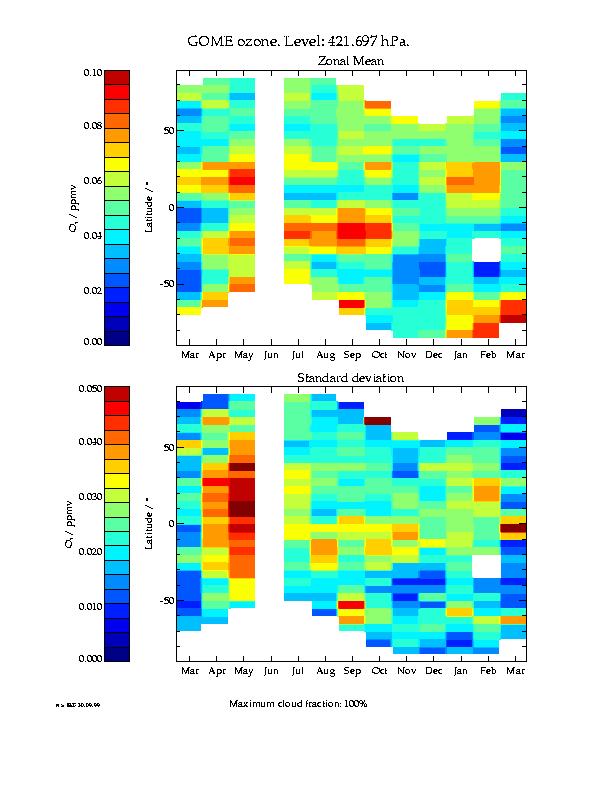 GOME ozone. Level: 421.697 hPa.
Zonal Mean
0.10
0.08
0.06
0.04
0.02
0.00
O₃ / ppmv
Latitude / °
50
0
-50
Mar Apr May Jun Jul Aug Sep Oct Nov Dec Jan Feb Mar
Standard deviation
0.050
0.040
0.030
0.020
0.010
0.000
O₃ / ppmv
Latitude / °
50
0
-50
Mar Apr May Jun Jul Aug Sep Oct Nov Dec Jan Feb Mar
Maximum cloud fraction: 100%